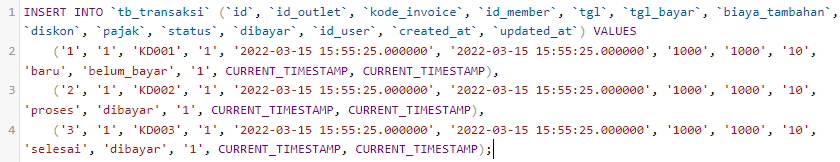 1 INSERT INTO `tb_transaksi` (`id`, `id_outlet`, `kode_invoice`, `id_member`, `tgl`, `tgl_bayar`, `biaya_tambahan`,
`diskon`, `pajak`, `status`, `dibayar`, `id_user`, `created_at`, `updated_at`) VALUES
2 ('1', '1', 'KD001', '1', '2022-03-15 15:55:25.000000', '2022-03-15 15:55:25.000000', '1000', '1000', '10',
'baru', 'belum_bayar', '1', CURRENT_TIMESTAMP, CURRENT_TIMESTAMP),
3 ('2', '1', 'KD002', '1', '2022-03-15 15:55:25.000000', '2022-03-15 15:55:25.000000', '1000', '1000', '10',
'proses', 'dibayar', '1', CURRENT_TIMESTAMP, CURRENT_TIMESTAMP),
4 ('3', '1', 'KD003', '1', '2022-03-15 15:55:25.000000', '2022-03-15 15:55:25.000000', '1000', '1000', '10',
'selesai', 'dibayar', '1', CURRENT_TIMESTAMP, CURRENT_TIMESTAMP);